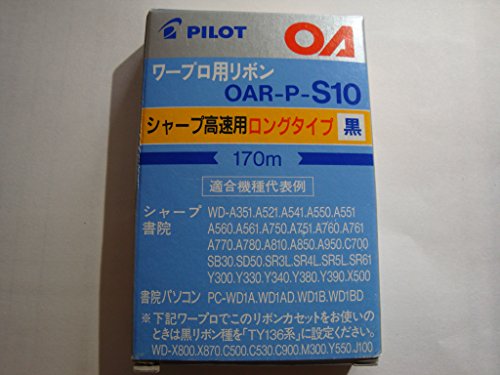 PILOT OA
ワープロ用リボン
OAR-P-S10
シャープ高速用ロングタイプ 黒
170m
適合機種代表例
シャープ書院 WD-A351.A521.A541.A550.A551
A560.A561.A750.A751.A760.A761
A770.A780.A810.A850.A950.C700
SB30.SD50.SR3L.SR4L.SR5L.SR61
Y300.Y330.Y340.Y380.Y390.X500
書院パソコン PC-WD1A.WD1AD.WD1B.WD1BD
※下記ワープロでこのリボンカセットをお使いの
ときは黒リボン種を「TY136系」に設定ください。
WD-X800.X870.C500.C530.C900.M300.Y550.J100